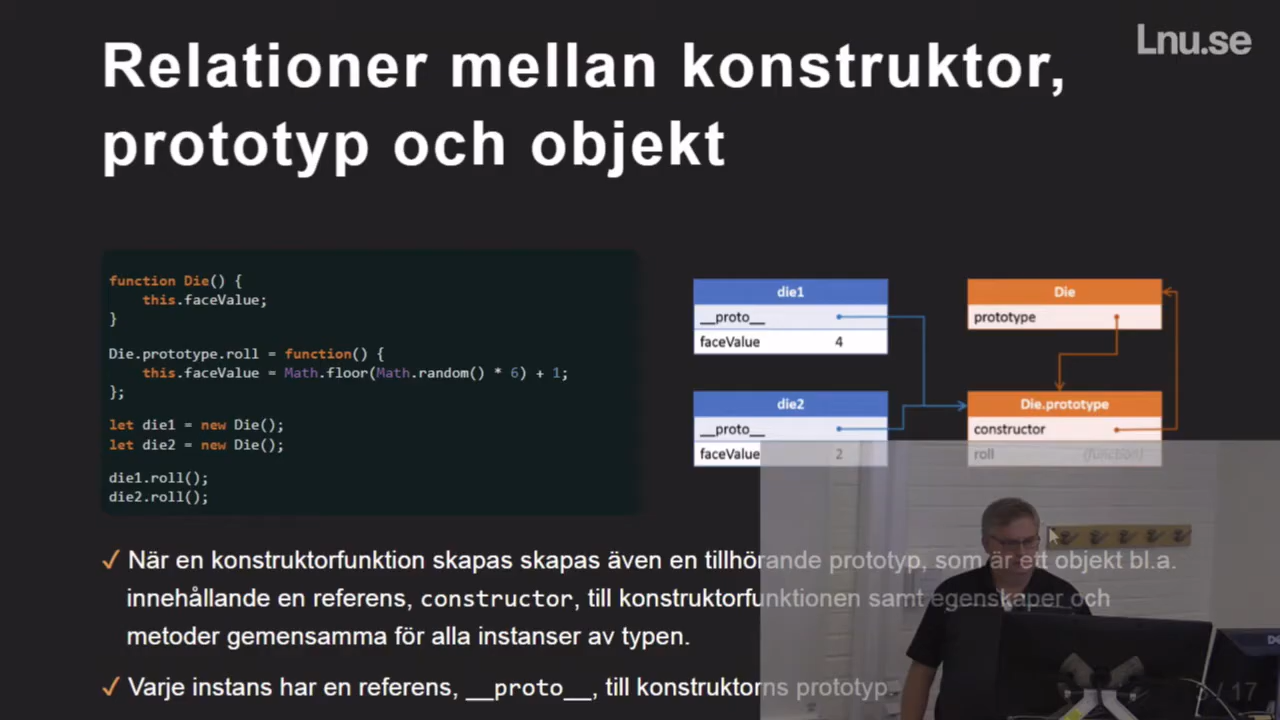 Lnu.se
Relationer mellan konstruktor,
prototyp och objekt
function Die() {
    this.faceValue;
}
Die.prototype.roll = function() {
    this.faceValue = Math.floor(Math.random() * 6) + 1;
};
let die1 = new Die();
let die2 = new Die();
die1.roll();
die2.roll();
die1
__proto__
faceValue 4
die2
__proto__
faceValue 2
Die
prototype
Die.prototype
constructor
roll (function)
✓ När en konstruktorfunktion skapas skapas även en tillhörande prototyp, som är ett objekt bl.a.
innehållande en referens, constructor, till konstruktorfunktionen samt egenskaper och
metoder gemensamma för alla instanser av typen.
✓ Varje instans har en referens, __proto__, till konstruktorns prototyp.
/ 17